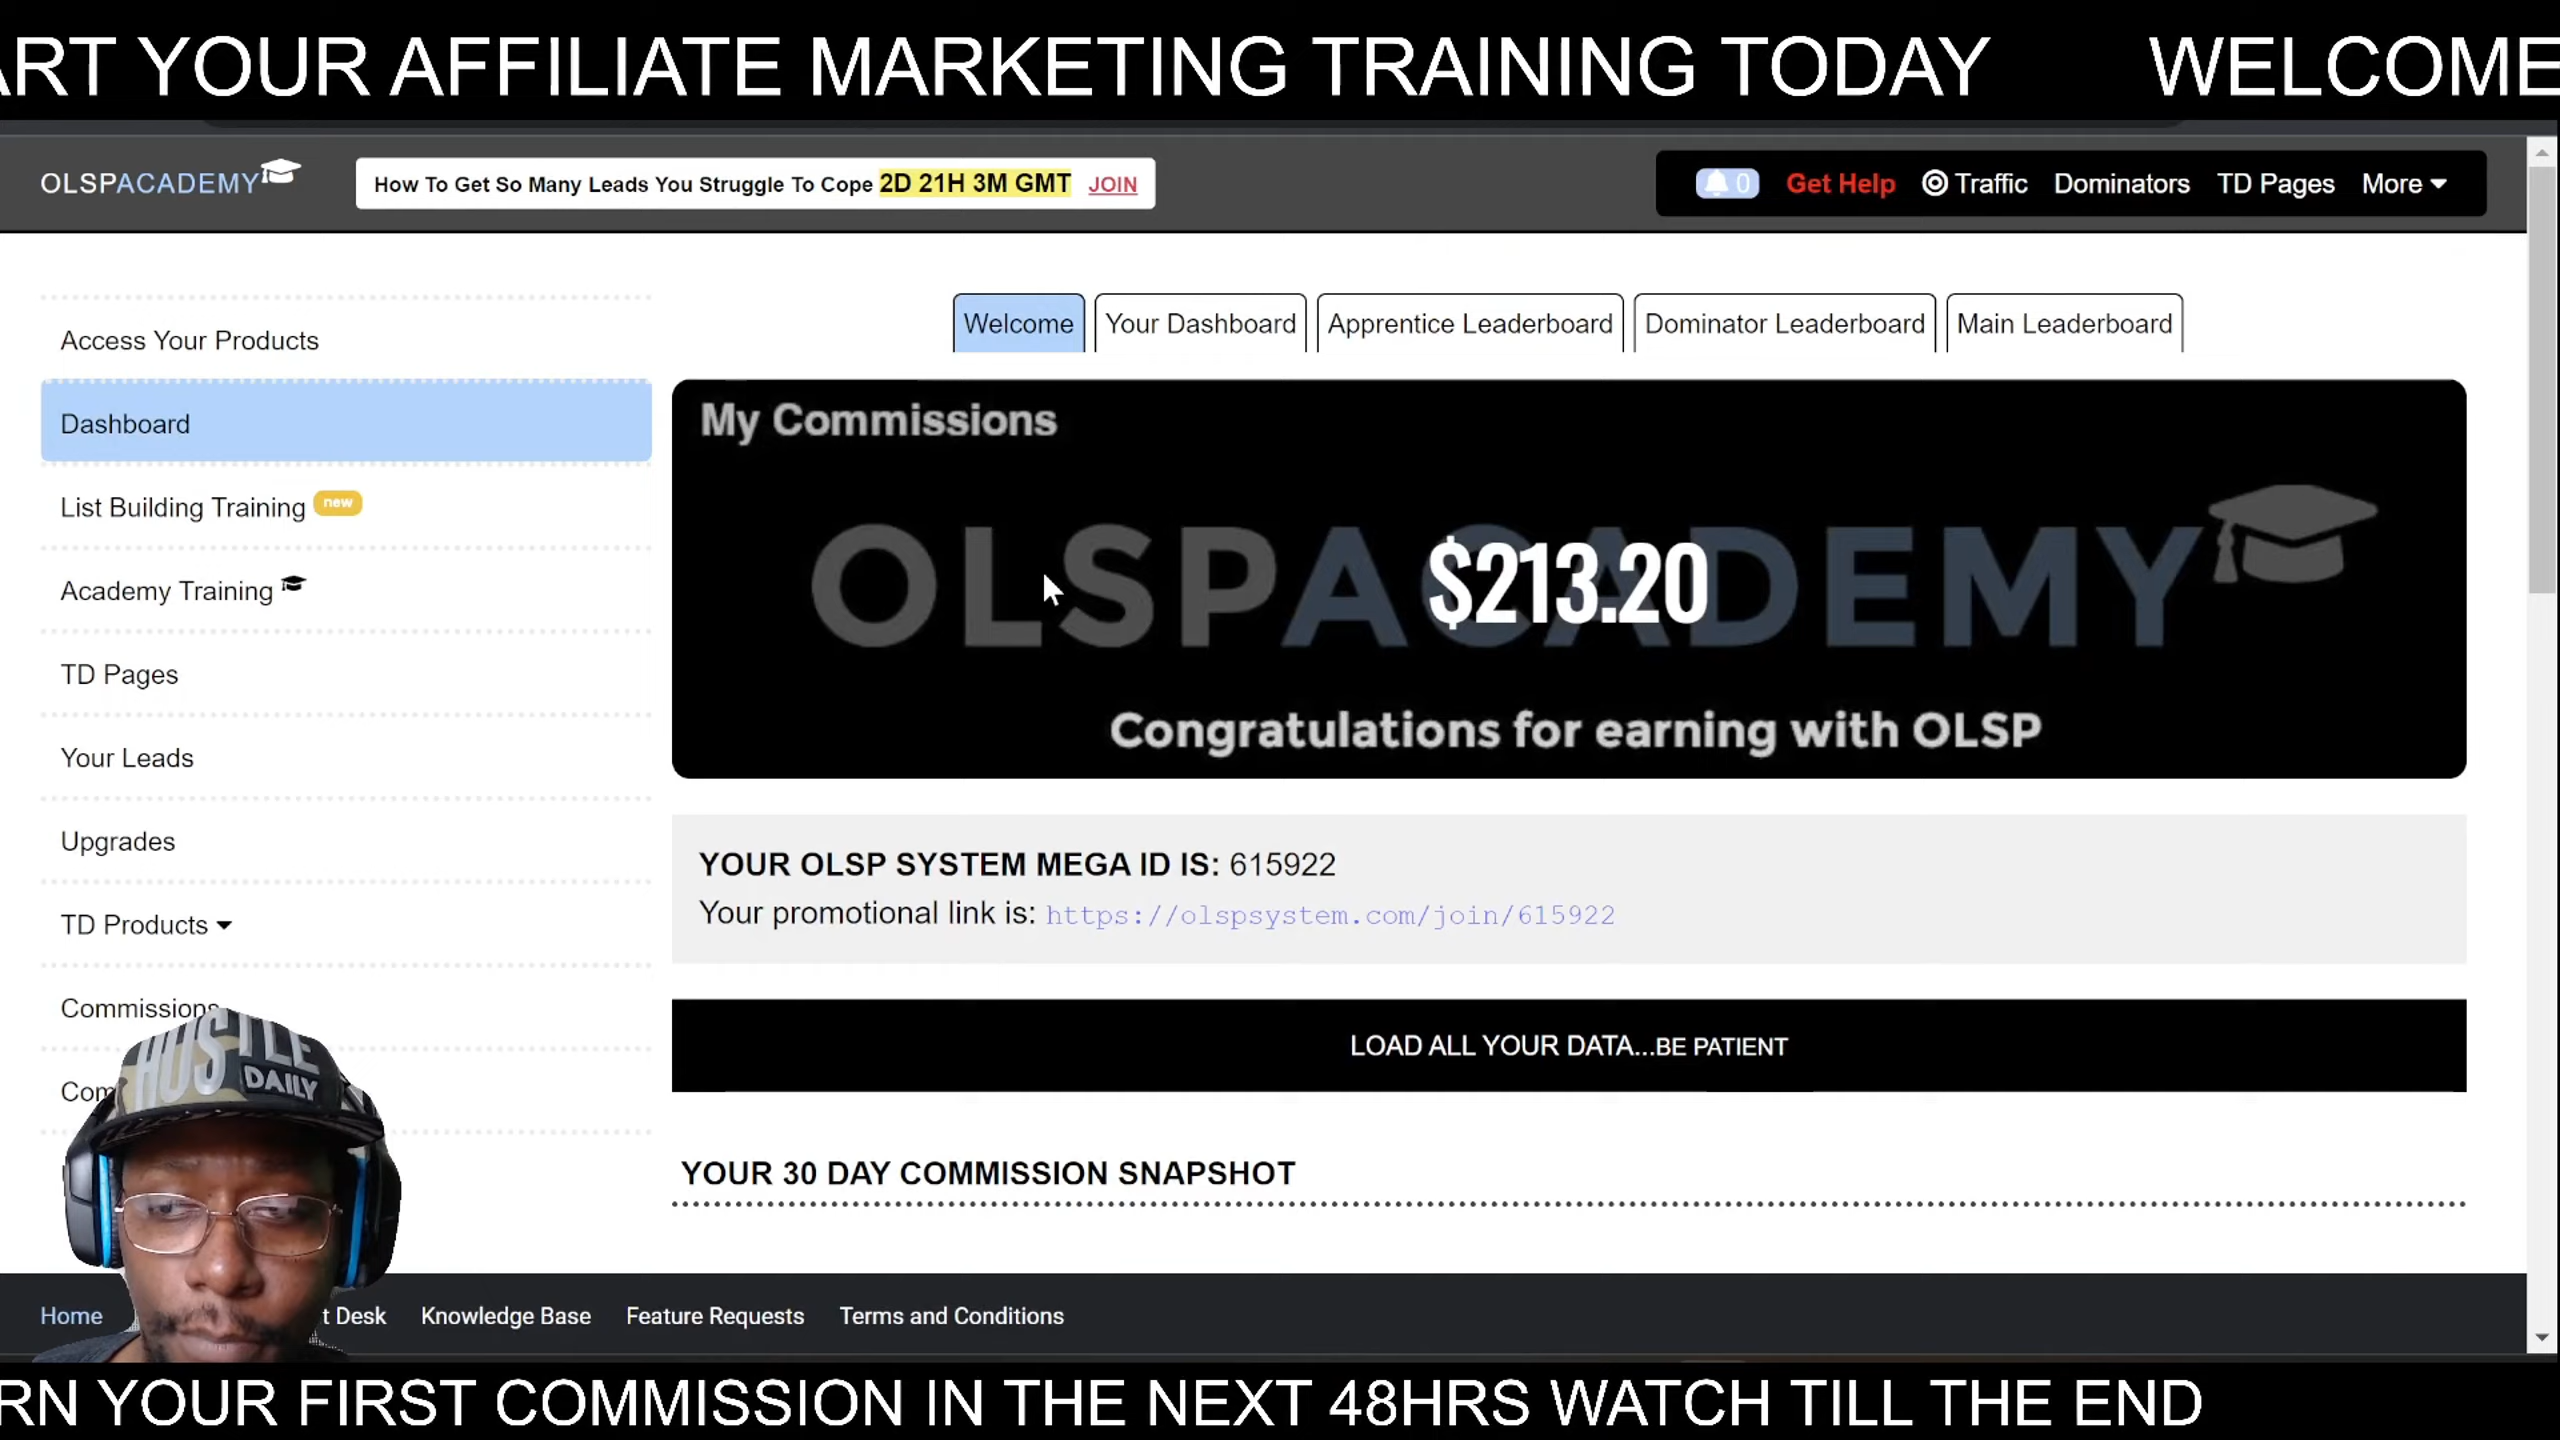 ART YOUR AFFILIATE MARKETING TRAINING TODAY WELCOME
OLSPACADEMY
How To Get So Many Leads You Struggle To Cope 2D 21H 3M GMT JOIN
0 Get Help Traffic Dominators TD Pages More
Welcome Your Dashboard Apprentice Leaderboard Dominator Leaderboard Main Leaderboard
Access Your Products
Dashboard
List Building Training new
Academy Training
TD Pages
Your Leads
Upgrades
TD Products
Commissions
Com
My Commissions
OLSPACADEMY
$213.20
Congratulations for earning with OLSP
YOUR OLSP SYSTEM MEGA ID IS: 615922
Your promotional link is: https://olspsystem.com/join/615922
LOAD ALL YOUR DATA...BE PATIENT
YOUR 30 DAY COMMISSION SNAPSHOT
HUSTLE
DAILY
Home t Desk Knowledge Base Feature Requests Terms and Conditions
RN YOUR FIRST COMMISSION IN THE NEXT 48HRS WATCH TILL THE END